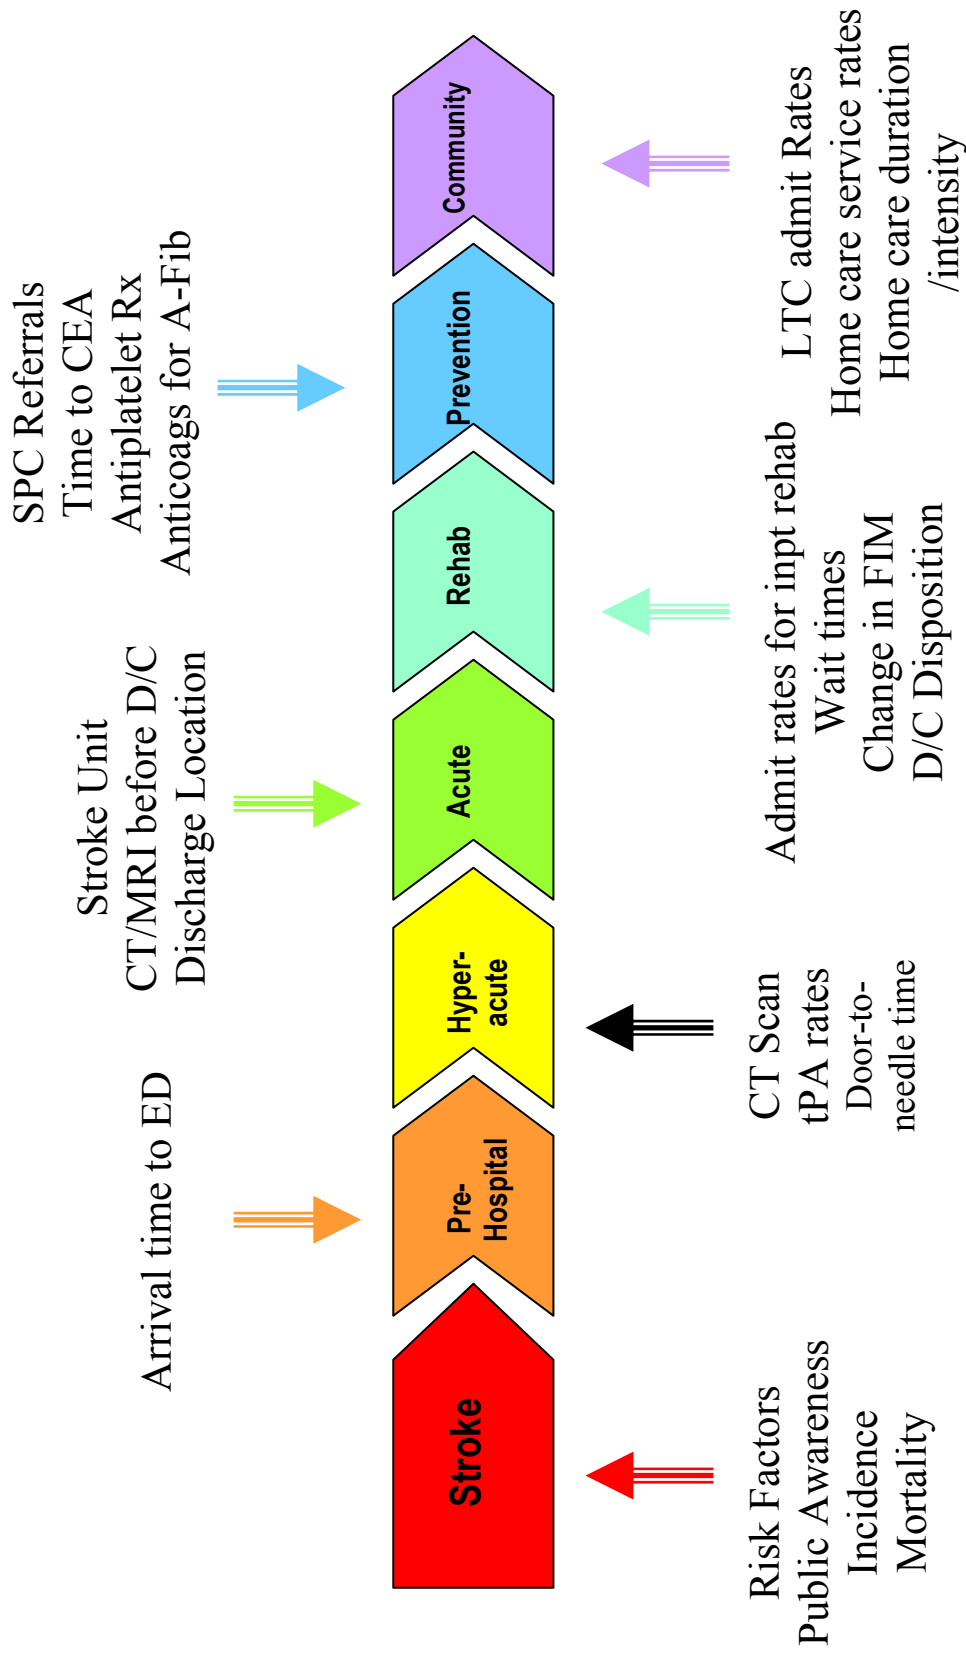 Arrival time to ED
Stroke Unit
CT/MRI before D/C
Discharge Location
SPC Referrals
Time to CEA
Antiplatelet Rx
Anticoags for A-Fib
Stroke
Pre-
Hospital
Hyper-
acute
Acute
Rehab
Prevention
Community
Risk Factors
Public Awareness
Incidence
Mortality
CT Scan
tPA rates
Door-to-
needle time
Admit rates for inpt rehab
Wait times
Change in FIM
D/C Disposition
LTC admit Rates
Home care service rates
Home care duration
/intensity